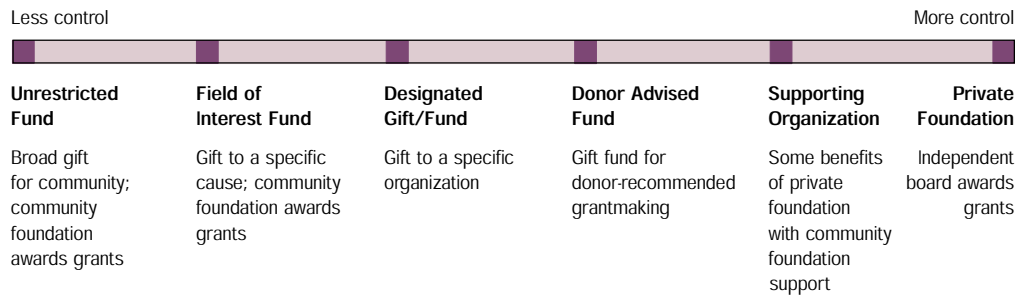 Less control
More control
Unrestricted
Fund
Broad gift
for community;
community
foundation
awards grants
Field of
Interest Fund
Gift to a specific
cause; community
foundation awards
grants
Designated
Gift/Fund
Gift to a specific
organization
Donor Advised
Fund
Gift fund for
donor-recommended
grantmaking
Supporting
Organization
Some benefits
of private
foundation
with community
foundation
support
Private
Foundation
Independent
board awards
grants